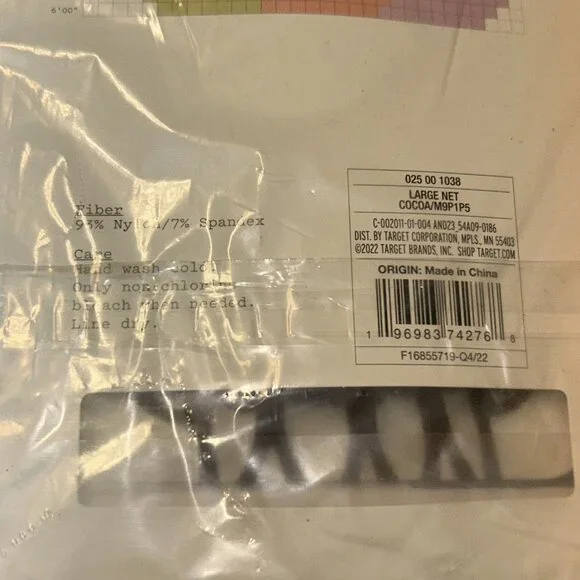 6'00"
Fiber
93% Nylon/7% Spandex
Care
Hand wash cold.
Only non-chlorine
bleach when needed.
Line dry.
025 00 1038
LARGE NET
COCOA/M9P1P5
C-002011-01-004 AND23 54A09-0186
DIST. BY TARGET CORPORATION, MPLS., MN 55403
©2022 TARGET BRANDS, INC. SHOP TARGET.COM
ORIGIN: Made in China
1 96983 74276 8
F16855719-Q4/22